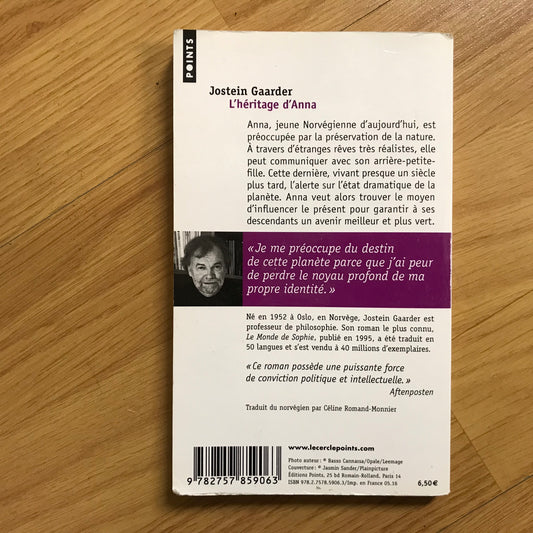 POINTS
Jostein Gaarder
L'héritage d'Anna
Anna, jeune Norvégienne d'aujourd'hui, est
préoccupée par la préservation de la nature.
À travers d'étranges rêves très réalistes, elle
peut communiquer avec son arrière-petite-
fille. Cette dernière, vivant presque un siècle
plus tard, l'alerte sur l'état dramatique de la
planète. Anna veut alors trouver le moyen
d'influencer le présent pour garantir à ses
descendants un avenir meilleur et plus vert.
« Je me préoccupe du destin
de cette planète parce que j'ai peur
de perdre le noyau profond de ma
propre identité. »
Né en 1952 à Oslo, en Norvège, Jostein Gaarder est
professeur de philosophie. Son roman le plus connu,
Le Monde de Sophie, publié en 1995, a été traduit en
50 langues et s'est vendu à 40 millions d'exemplaires.
« Ce roman possède une puissante force
de conviction politique et intellectuelle. »
Aftenposten
Traduit du norvégien par Céline Romand-Monnier
www.lecerclepoints.com
Photo auteur : © Basso Cannarsa/Opale/Leemage
Couverture : © Jasmin Sander/Plainpicture
Éditions Points, 25 bd Romain-Rolland, Paris 14
ISBN 978.2.7578.5906.3/Imp. en France 05.16
6,50€
9 782757 859063